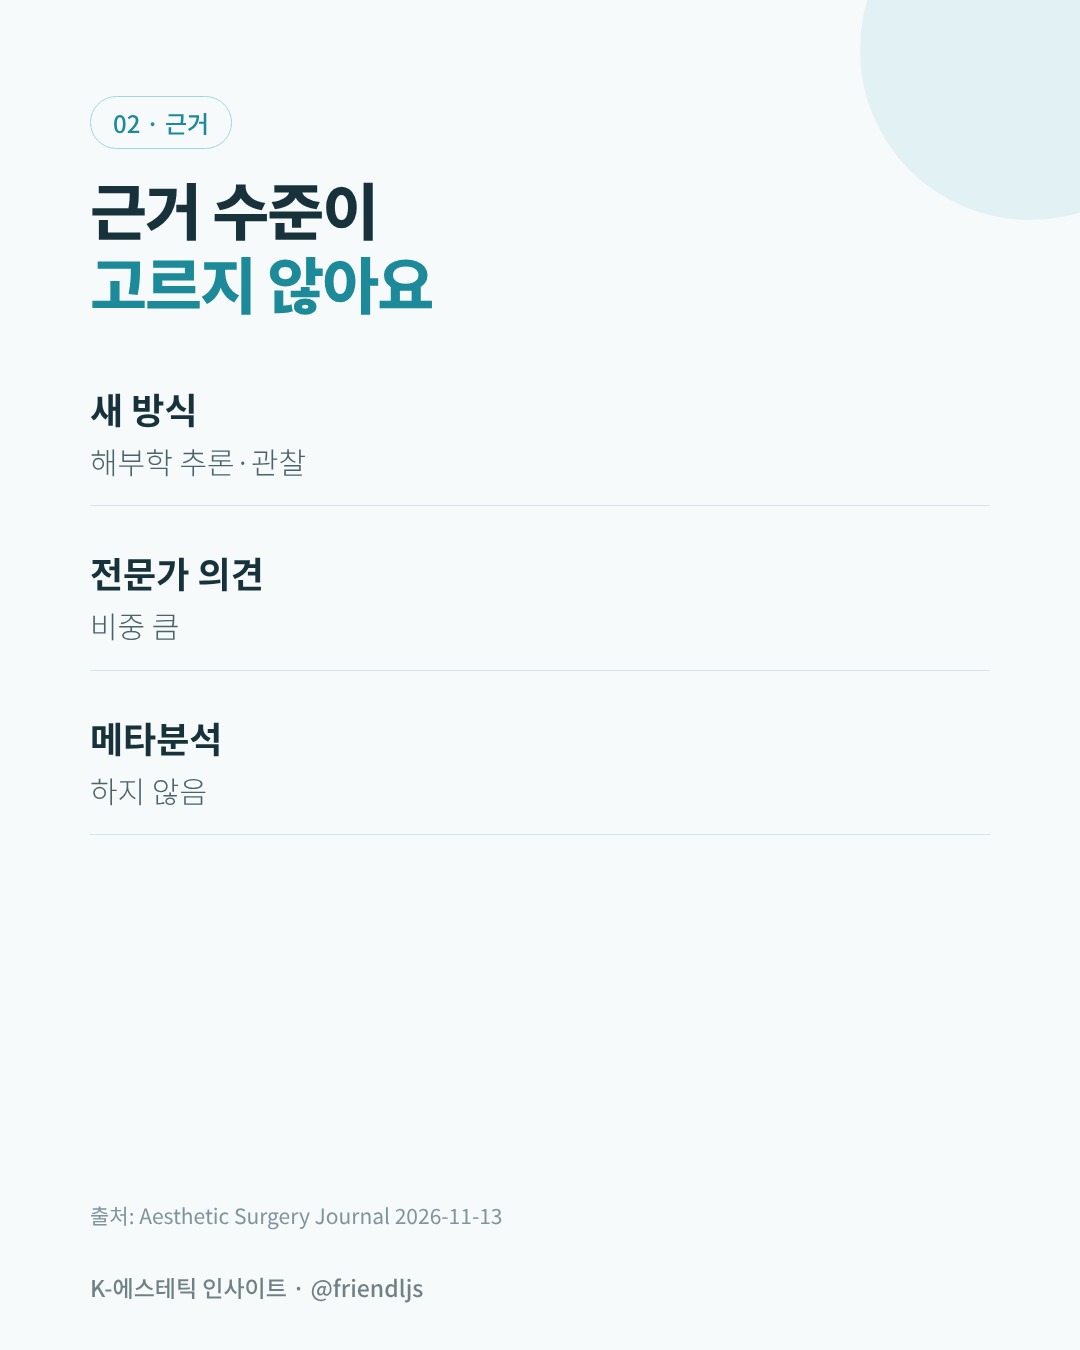 02 · 근거
근거 수준이
고르지 않아요
새 방식
해부학 추론·관찰
전문가 의견
비중 큼
메타분석
하지 않음
출처: Aesthetic Surgery Journal 2026-11-13
K-에스테틱 인사이트 · @friendljs